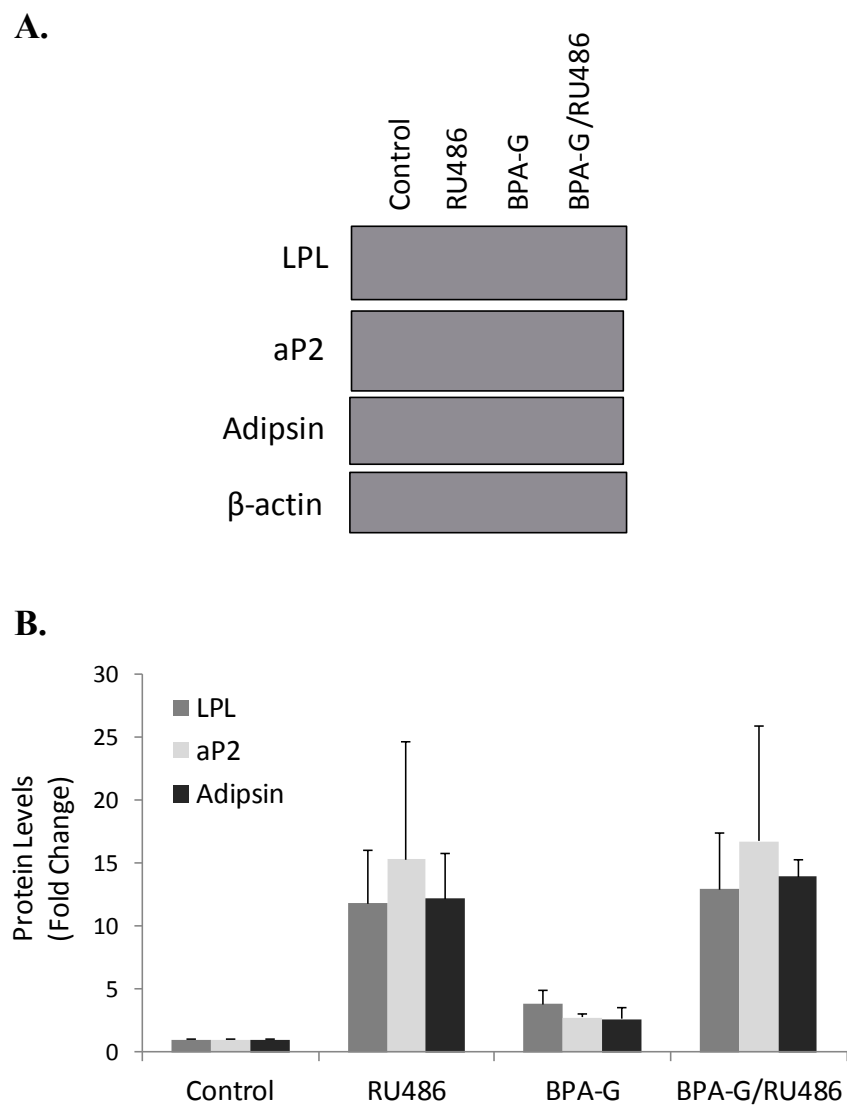 A.
Control
RU486
BPA-G
BPA-G /RU486
LPL
aP2
Adipsin
β-actin
B.
Protein Levels
(Fold Change)
30
25
20
15
10
5
0
LPL
aP2
Adipsin
Control
RU486
BPA-G
BPA-G/RU486